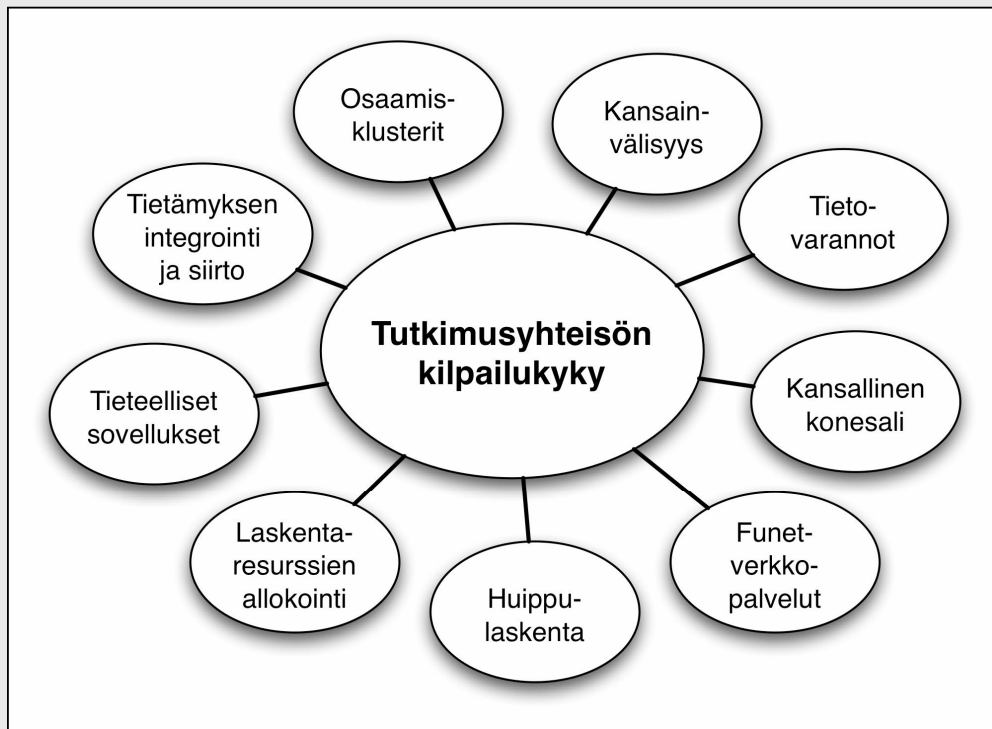 Osaamis-
klusterit
Kansain-
välisyys
Tietämyksen
integrointi
ja siirto
Tieto-
varannot
Tutkimusyhteisön
kilpailukyky
Tieteelliset
sovellukset
Kansallinen
konesali
Laskenta-
resurssien
allokointi
Huippu-
laskenta
Funet-
verkko-
palvelut